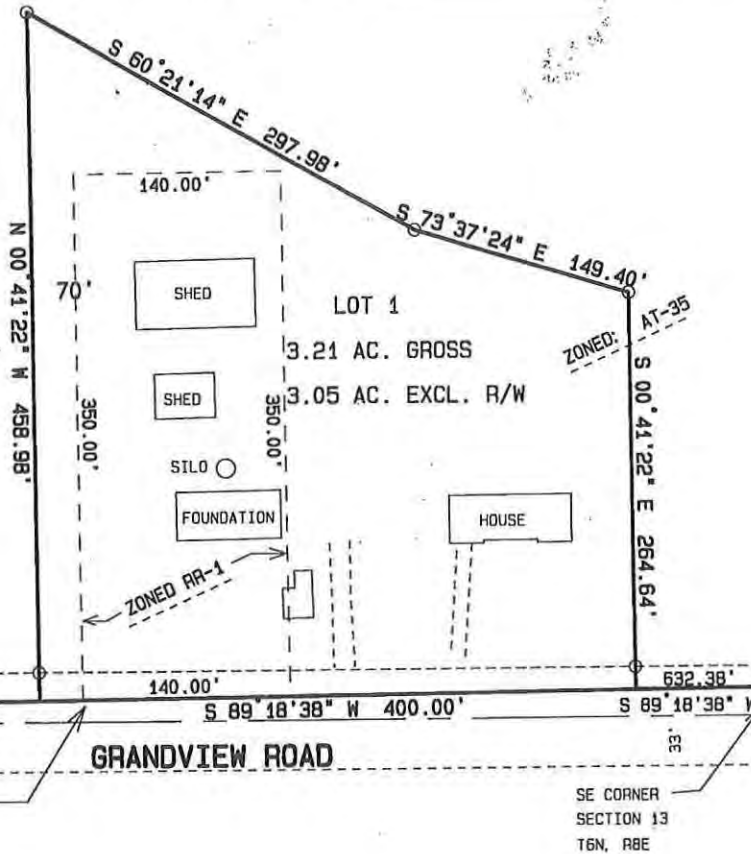 S 60°21'14" E 297.98'
140.00'
S 73°37'24" E 149.40'
N 00°41'22" W 458.98'
70'
SHED
LOT 1
3.21 AC. GROSS
3.05 AC. EXCL. R/W
ZONED: AT-35
S 00°41'22" E 264.64'
SHED
350.00'
350.00'
SILO
FOUNDATION
HOUSE
ZONED RR-1
140.00'
632.38'
S 89°18'38" W 400.00'
S 89°18'38" W
33'
GRANDVIEW ROAD
SE CORNER
SECTION 13
T6N, R8E